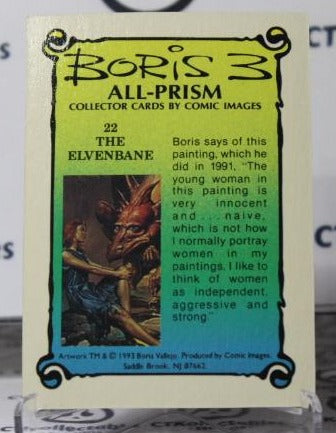 BORIS 3
ALL-PRISM
COLLECTOR CARDS BY COMIC IMAGES
22
THE
ELVENBANE
Boris says of this
painting, which he
did in 1991, "The
young woman in
this painting is
very innocent
and . . . naive,
which is not how
I normally portray
women in my
paintings. I like to
think of women
as independent,
aggressive and
strong."
Artwork TM & © 1993 Boris Vallejo. Produced by Comic Images.
Saddle Brook, NJ 07662.